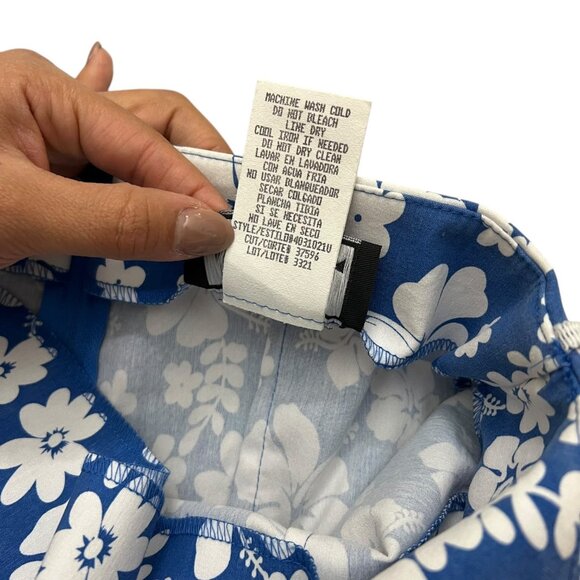 MACHINE WASH COLD
DO NOT BLEACH
LINE DRY
COOL IRON IF NEEDED
DO NOT DRY CLEAN
LAVAR EN LAVADORA
CON AGUA FRIA
NO USAR BLANQUEADOR
SECAR COLGADO
PLANCHA TIBIA
SI SE NECESITA
NO LAVE EN SECO
STYLE/ESTILO#4031021U
CUT/CORTE# 37596
LOT/LOTE# 3321